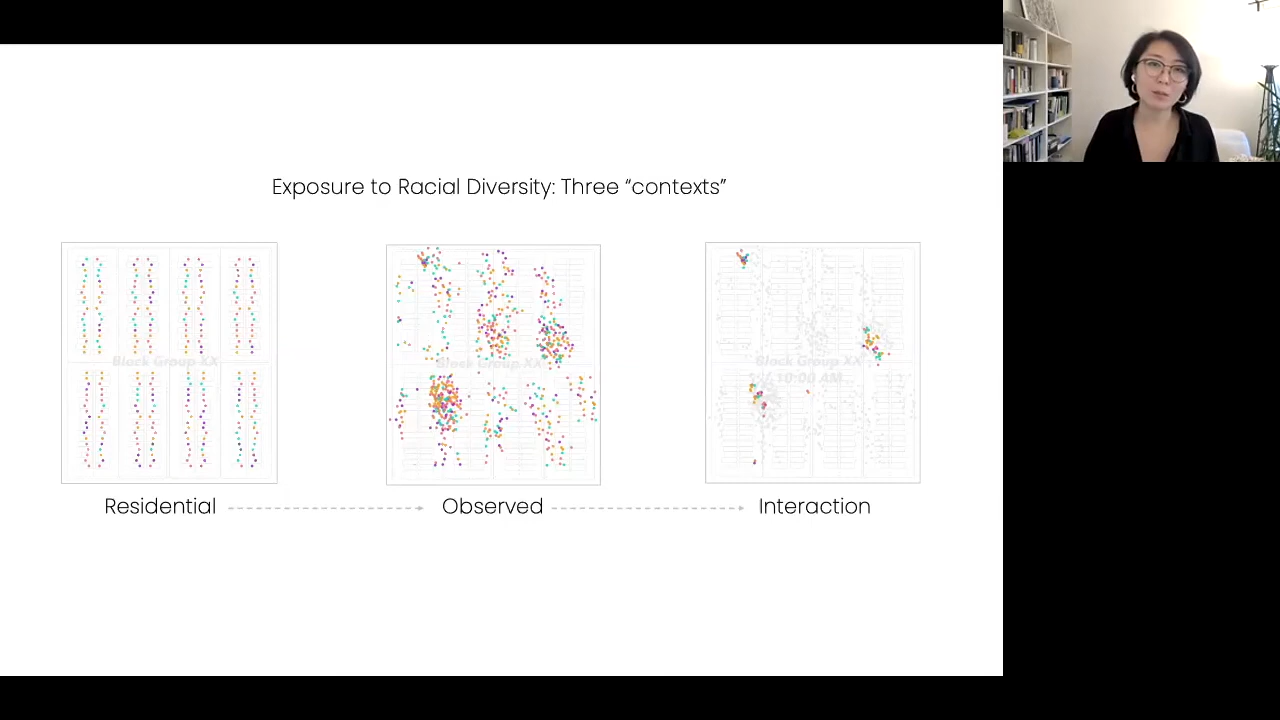 Exposure to Racial Diversity: Three “contexts”
Block Group XX
Block Group XX
Block Group XX
10:00 AM
Residential
Observed
Interaction